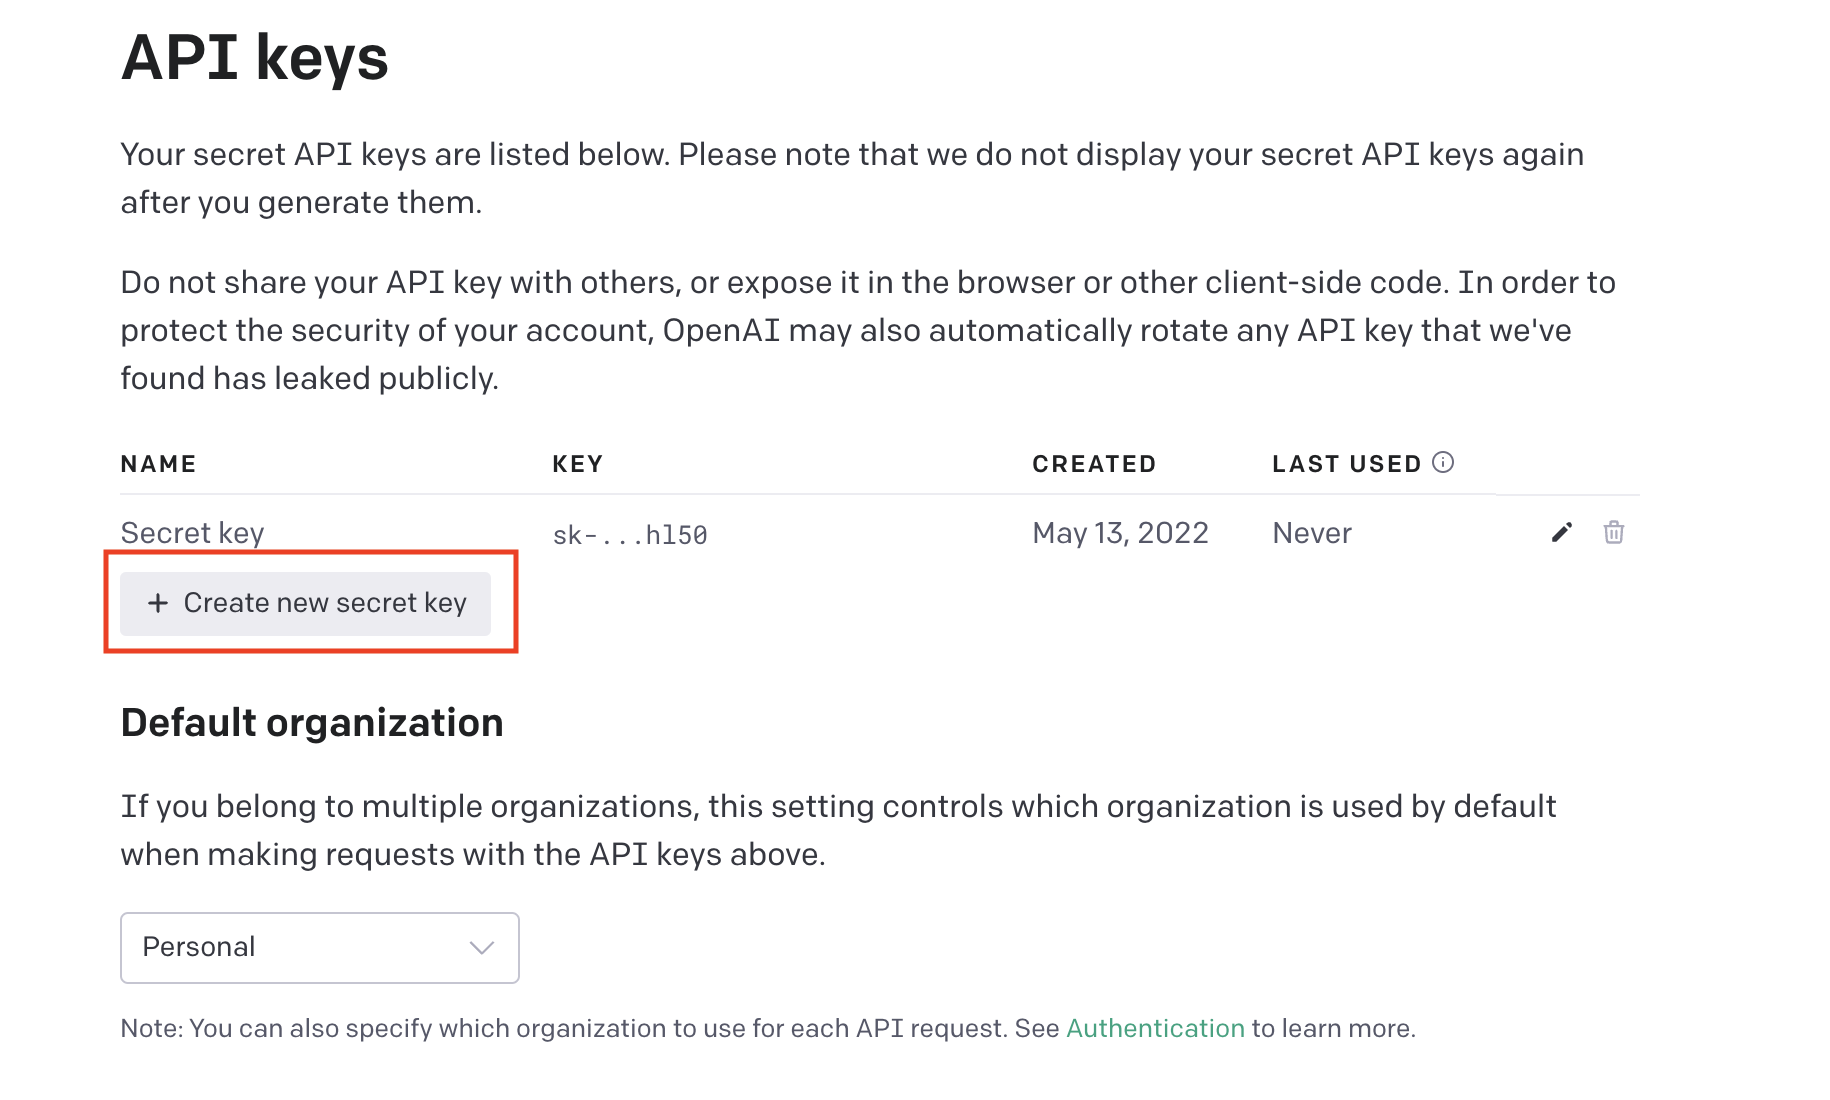 API keys
Your secret API keys are listed below. Please note that we do not display your secret API keys again
after you generate them.
Do not share your API key with others, or expose it in the browser or other client-side code. In order to
protect the security of your account, OpenAI may also automatically rotate any API key that we've
found has leaked publicly.
NAME KEY CREATED LAST USED
Secret key sk-...hl50 May 13, 2022 Never
+ Create new secret key
Default organization
If you belong to multiple organizations, this setting controls which organization is used by default
when making requests with the API keys above.
Personal
Note: You can also specify which organization to use for each API request. See Authentication to learn more.